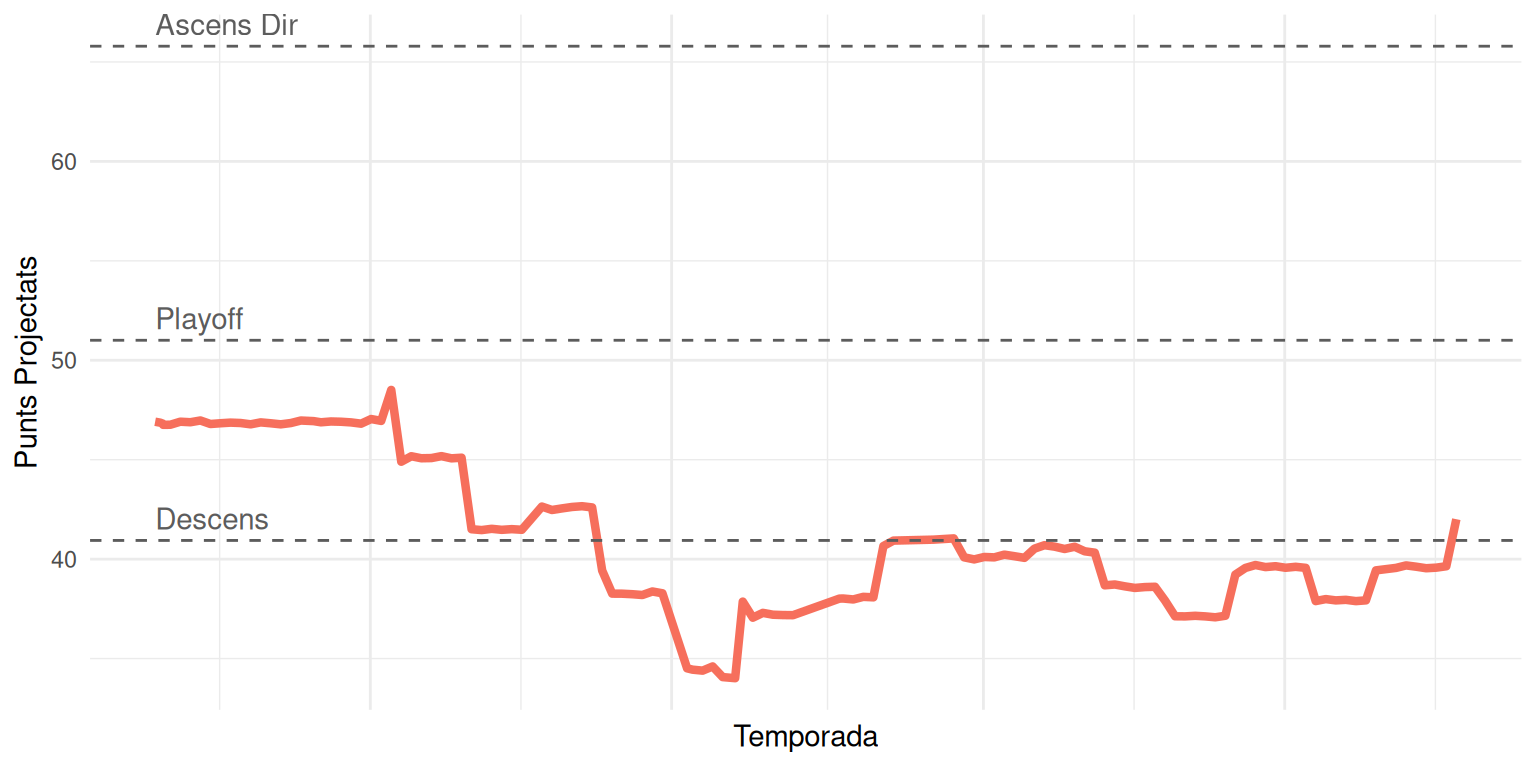 Ascens Dir
60
Playoff
50
Descens
40
Punts Projectats
Temporada